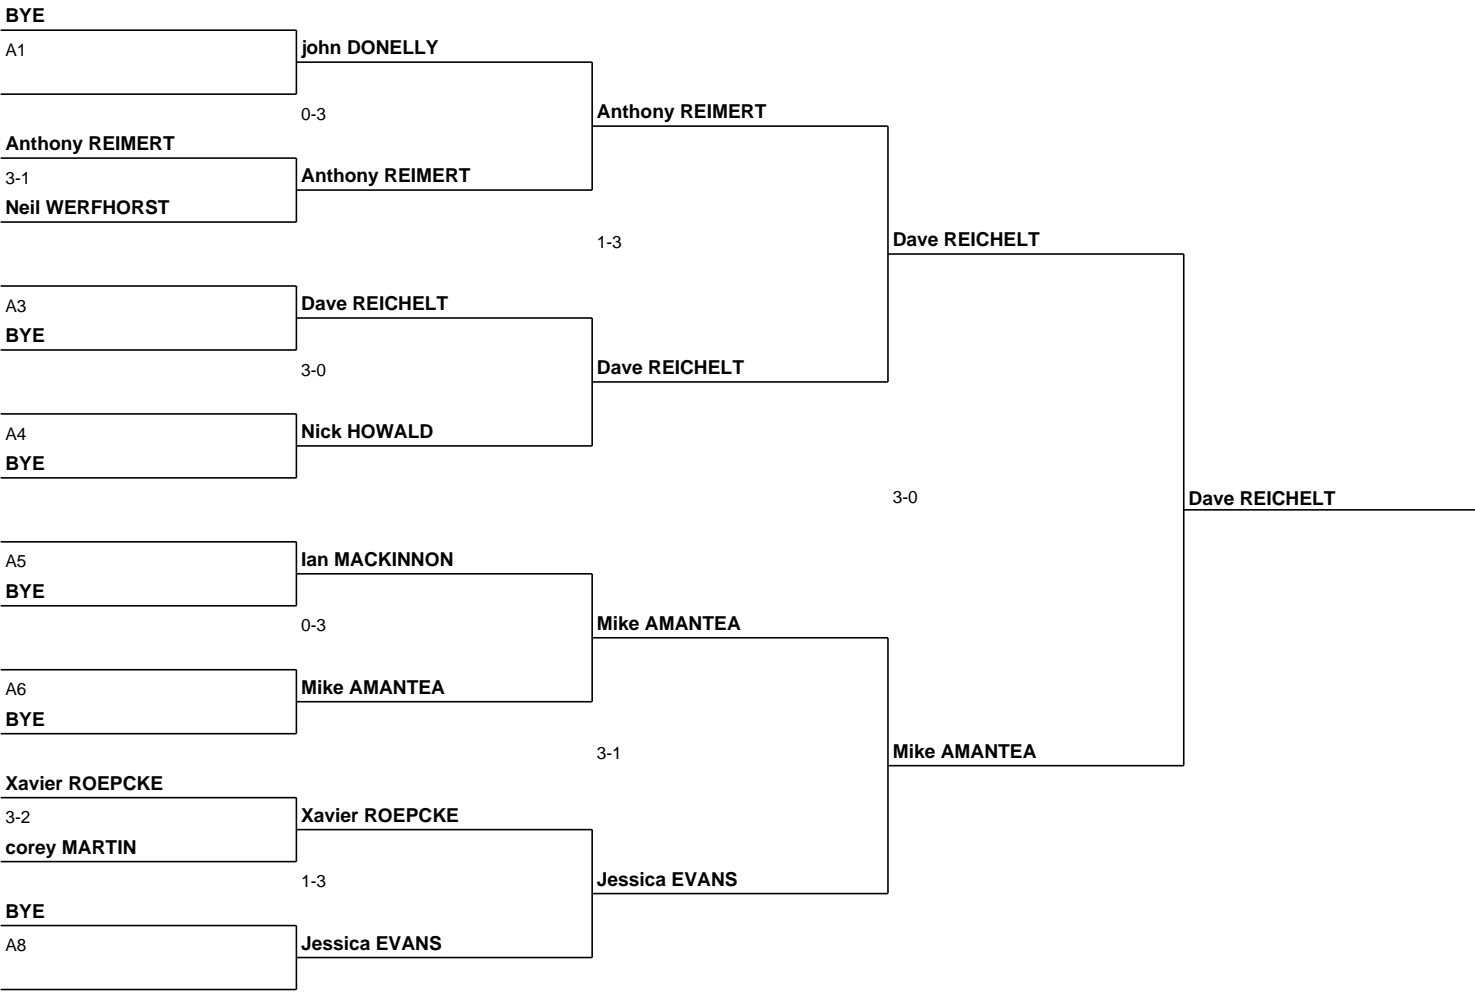 BYE
A1
john DONELLY
0-3
Anthony REIMERT
Anthony REIMERT
3-1
Anthony REIMERT
Neil WERFHORST
1-3
Dave REICHELT
A3
Dave REICHELT
BYE
3-0
Dave REICHELT
A4
Nick HOWALD
BYE
3-0
Dave REICHELT
A5
Ian MACKINNON
BYE
0-3
Mike AMANTEA
A6
Mike AMANTEA
BYE
3-1
Mike AMANTEA
Xavier ROEPCKE
3-2
Xavier ROEPCKE
corey MARTIN
1-3
Jessica EVANS
BYE
A8
Jessica EVANS